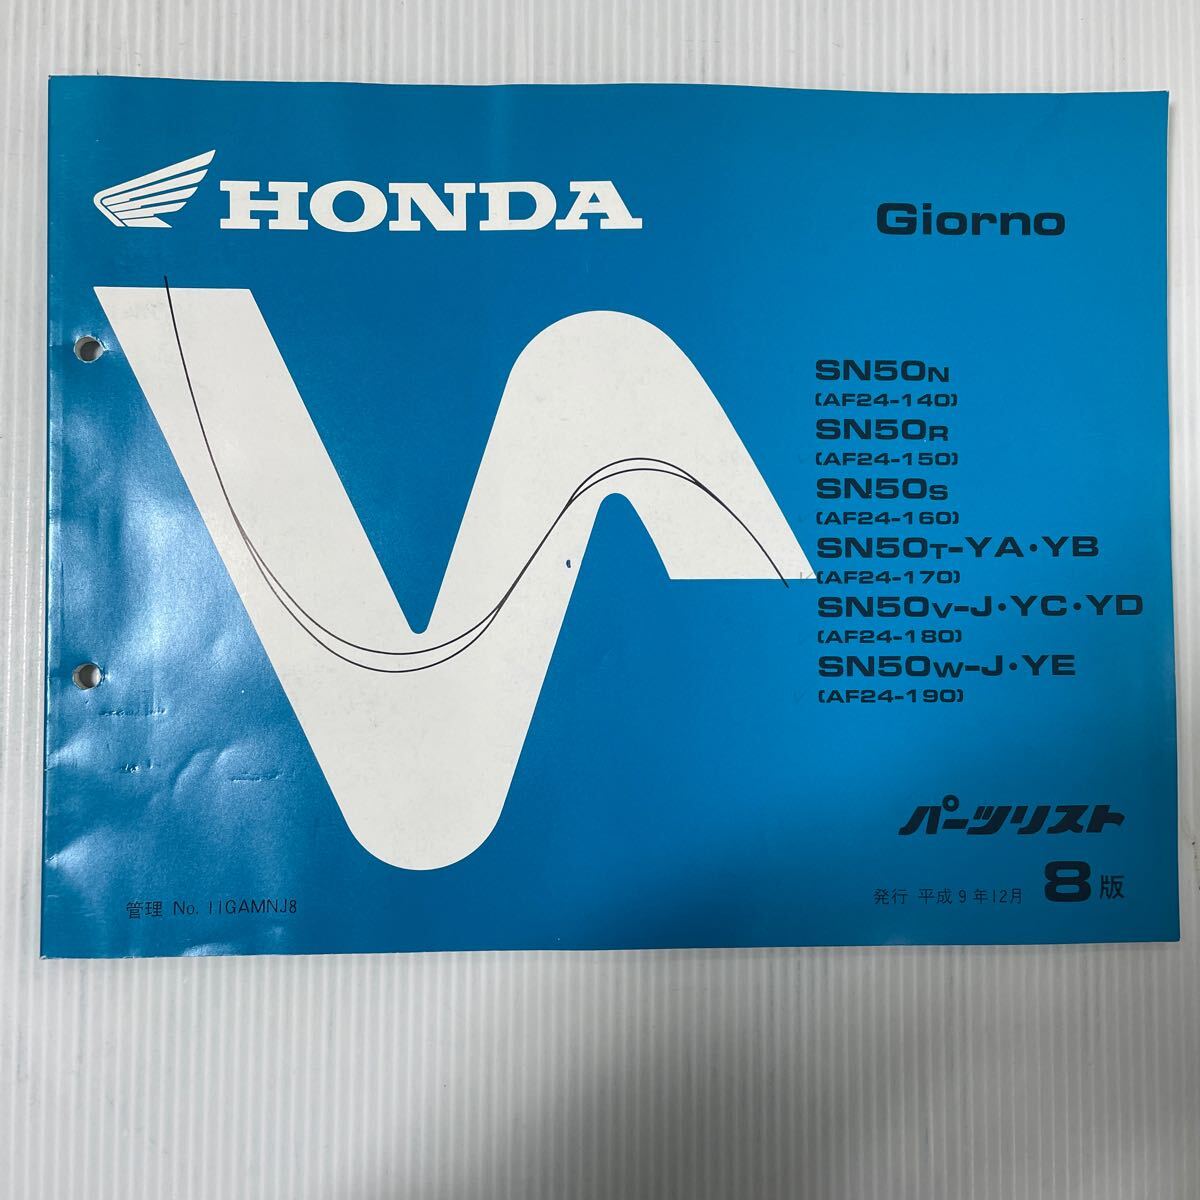 HONDA
Giorno
SN50N
(AF24-140)
SN50R
(AF24-150)
SN50S
(AF24-160)
SN50T-YA・YB
(AF24-170)
SN50V-J・YC・YD
(AF24-180)
SN50W-J・YE
(AF24-190)
パーツリスト
管理 No. 11GAMNJ8
発行 平成9年12月 8版